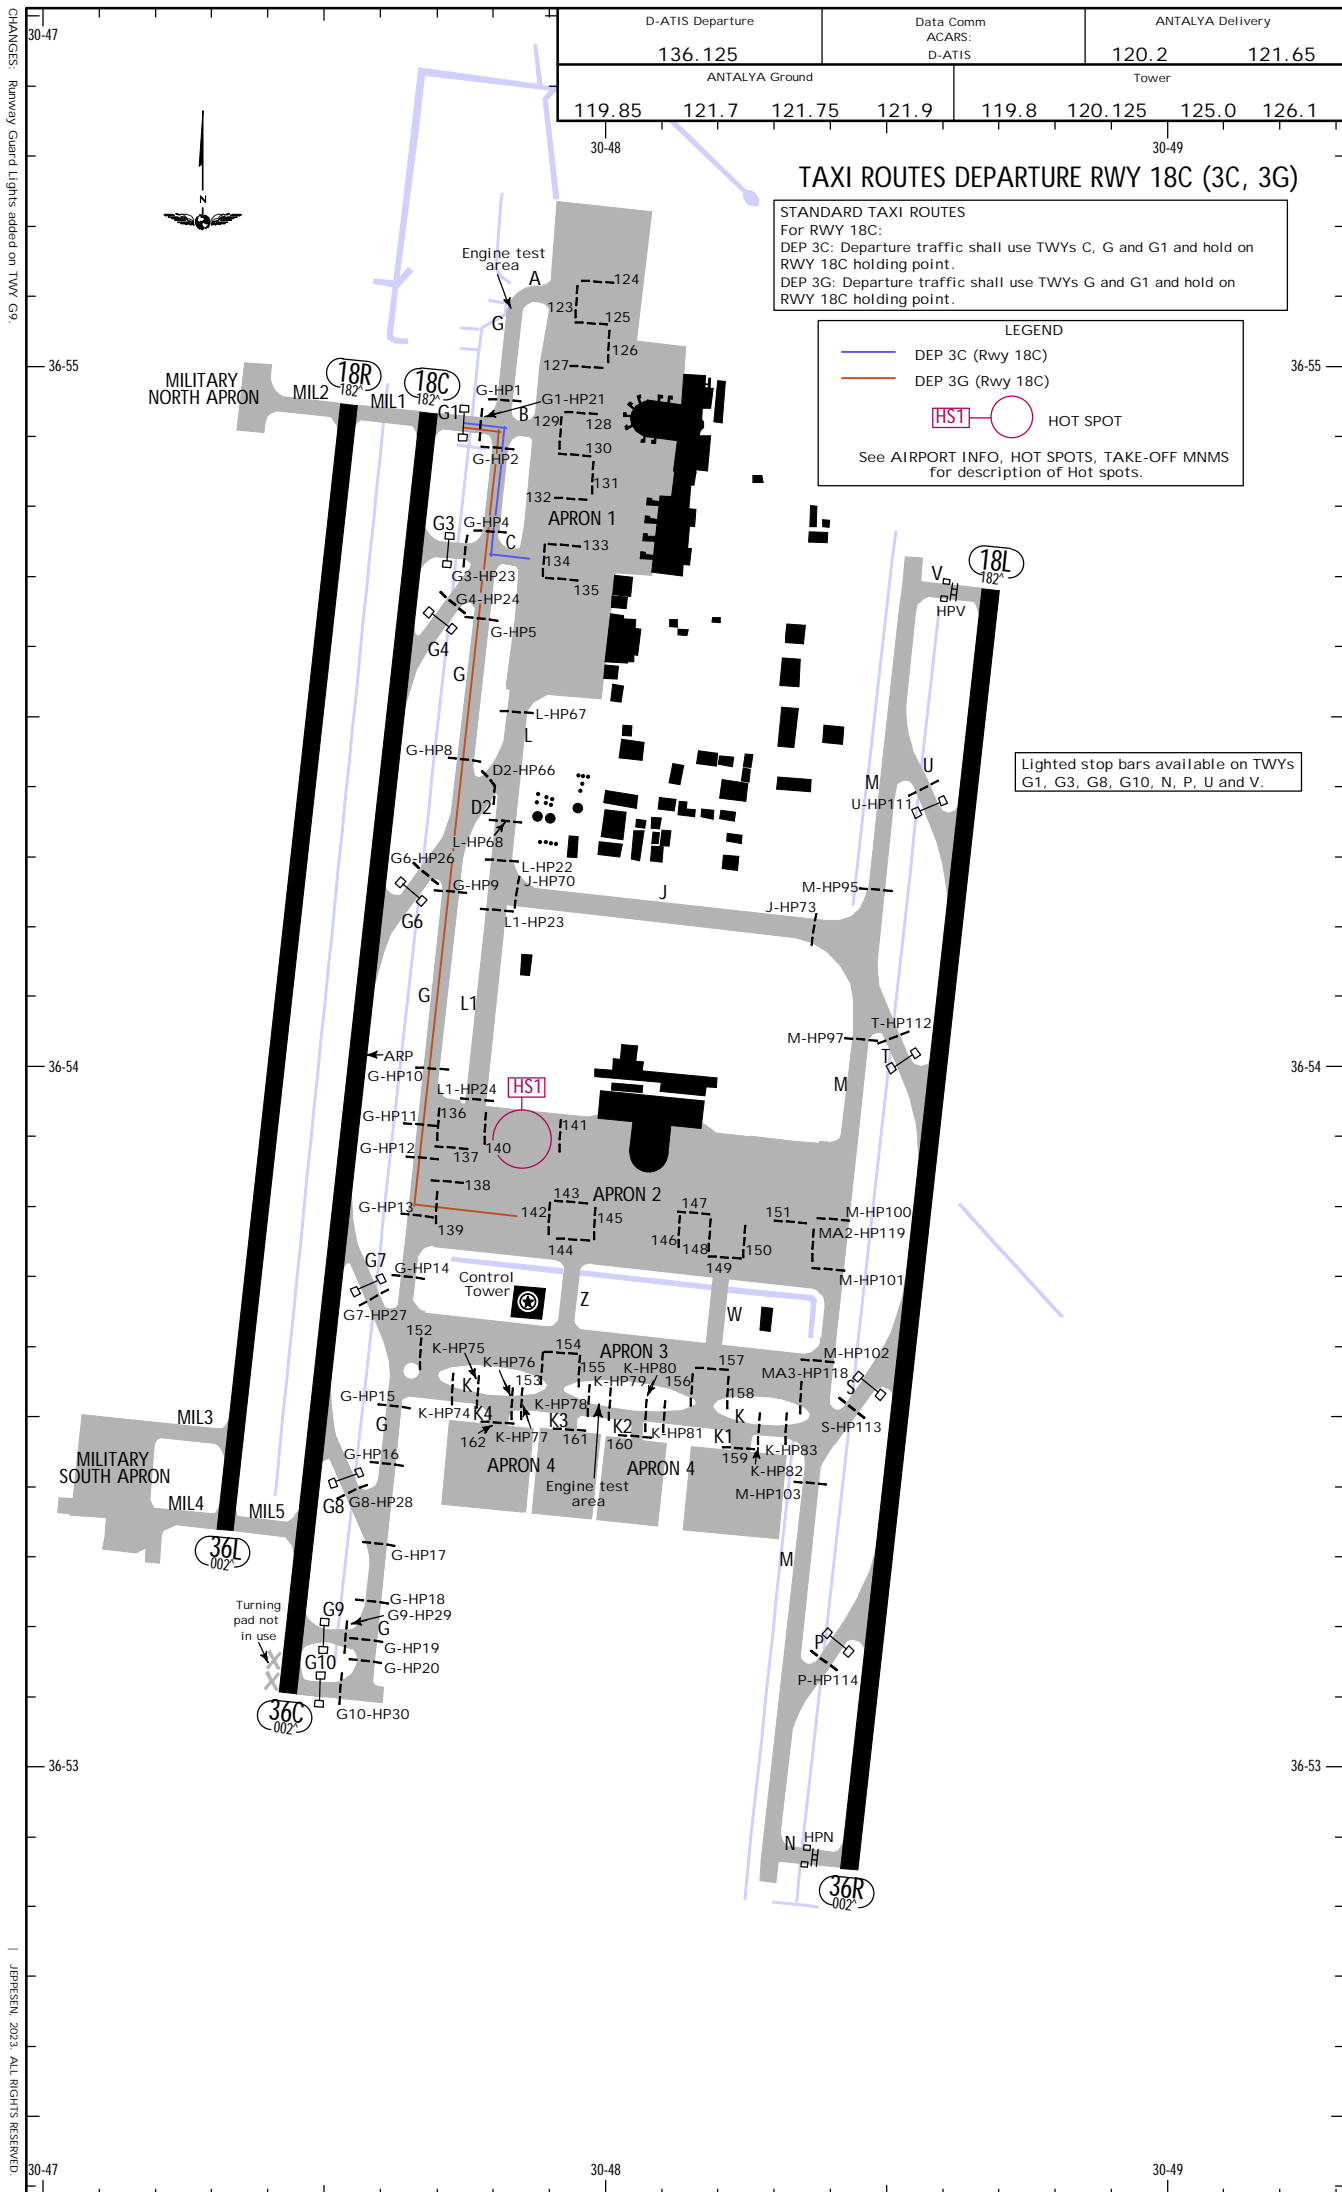 CHANGES: Runway Guard Lights added on TWY G9.
| JEPPESEN, 2023. ALL RIGHTS RESERVED.
30-47
D-ATIS Departure
136.125
Data Comm
ACARS:
D-ATIS
ANTALYA Delivery
120.2 121.65
ANTALYA Ground
119.85 121.7 121.75 121.9
Tower
119.8 120.125 125.0 126.1
30-48
30-49
TAXI ROUTES DEPARTURE RWY 18C (3C, 3G)
STANDARD TAXI ROUTES
For RWY 18C:
DEP 3C: Departure traffic shall use TWYs C, G and G1 and hold on
RWY 18C holding point.
DEP 3G: Departure traffic shall use TWYs G and G1 and hold on
RWY 18C holding point.
LEGEND
DEP 3C (Rwy 18C)
DEP 3G (Rwy 18C)
HS1
HOT SPOT
See AIRPORT INFO, HOT SPOTS, TAKE-OFF MNMS
for description of Hot spots.
N
Engine test
area
A
G
124
123
125
126
127
36-55
36-55
MILITARY
NORTH APRON
MIL2
18R
182^
MIL1
18C
182^
G1
G-HP1
G1-HP21
B
129
128
130
G-HP2
131
132
APRON 1
G3
G-HP4
C
133
134
135
G3-HP23
G4-HP24
G-HP5
G4
G
18L
182^
V
HPV
L-HP67
L
G-HP8
D2-HP66
D2
L-HP68
M
U
U-HP111
Lighted stop bars available on TWYs
G1, G3, G8, G10, N, P, U and V.
G6-HP26
L-HP22
J-HP70
G-HP9
G6
L1-HP23
J
M-HP95
J-HP73
G
L1
T-HP112
M-HP97
T
ARP
36-54
36-54
G-HP10
L1-HP24
HS1
M
G-HP11
136
141
G-HP12
137
140
138
APRON 2
G-HP13
139
142
143
144
145
146
147
148
149
150
151
M-HP100
MA2-HP119
M-HP101
G7
G-HP14
G7-HP27
Control
Tower
Z
W
152
154
APRON 3
K-HP75
K-HP76
K-HP80
157
M-HP102
155
K-HP79
156
MA3-HP118
K
153
K-HP78
158
S
G-HP15
K-HP74
K4
K-HP77
K3
K2
K-HP81
K
K1
S-HP113
G
162
161
160
159
K-HP83
K-HP82
M-HP103
MIL3
MILITARY
SOUTH APRON
G-HP16
APRON 4
APRON 4
Engine test
area
G8
G8-HP28
MIL4
MIL5
36L
002^
G-HP17
M
G-HP18
G9
G9-HP29
G
G-HP19
G-HP20
G10
Turning
pad not
in use
36C
002^
G10-HP30
P
P-HP114
36-53
36-53
N
HPN
36R
002^
30-47
30-48
30-49